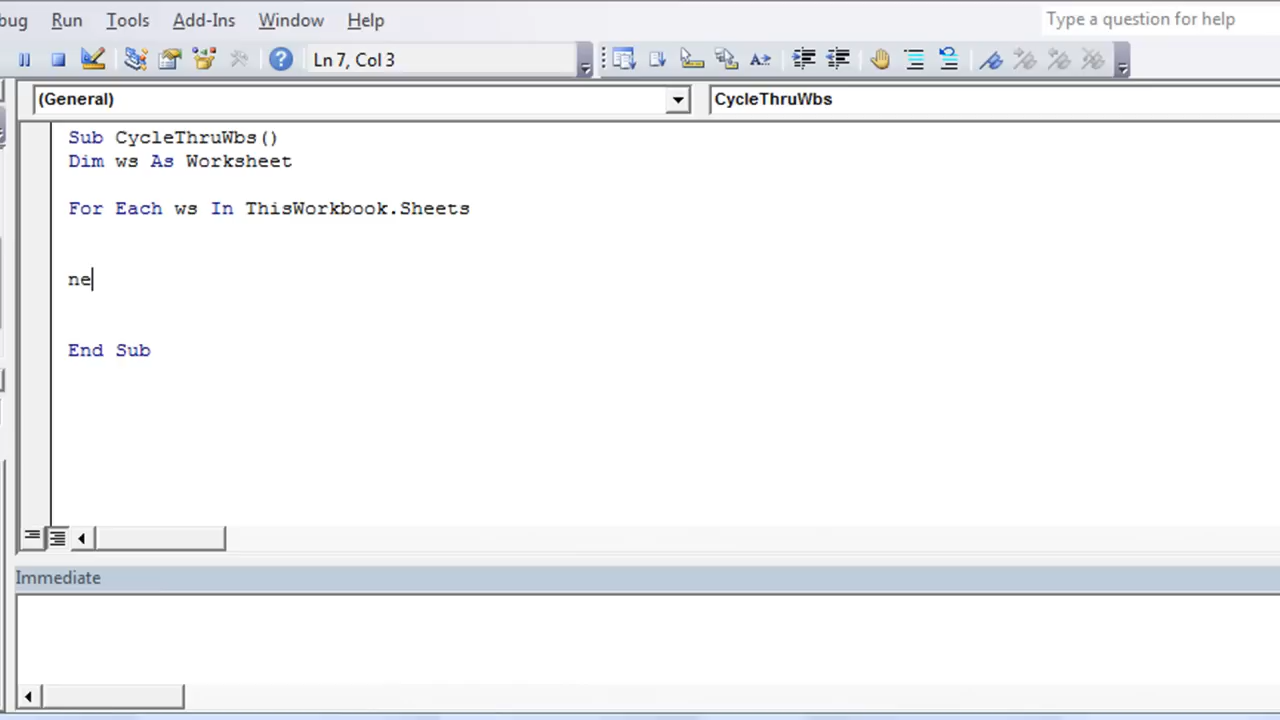 bug Run Tools Add-Ins Window Help Type a question for help
Ln 7, Col 3
(General) CycleThruWbs
Sub CycleThruWbs()
Dim ws As Worksheet
For Each ws In ThisWorkbook.Sheets
ne
End Sub
Immediate